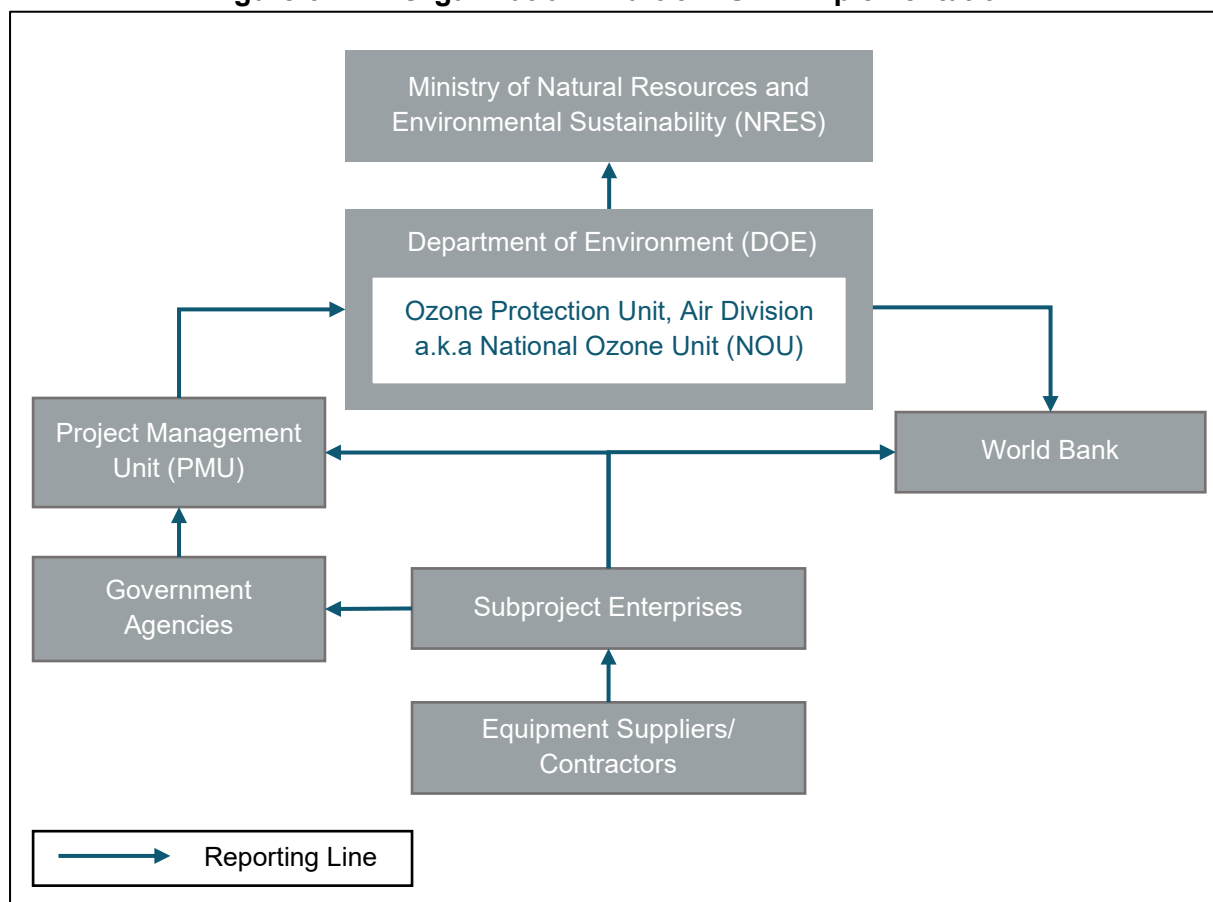 Ministry of Natural Resources and
Environmental Sustainability (NRES)
Department of Environment (DOE)
Ozone Protection Unit, Air Division
a.k.a National Ozone Unit (NOU)
Project Management
Unit (PMU)
World Bank
Government
Agencies
Subproject Enterprises
Equipment Suppliers/
Contractors
Reporting Line